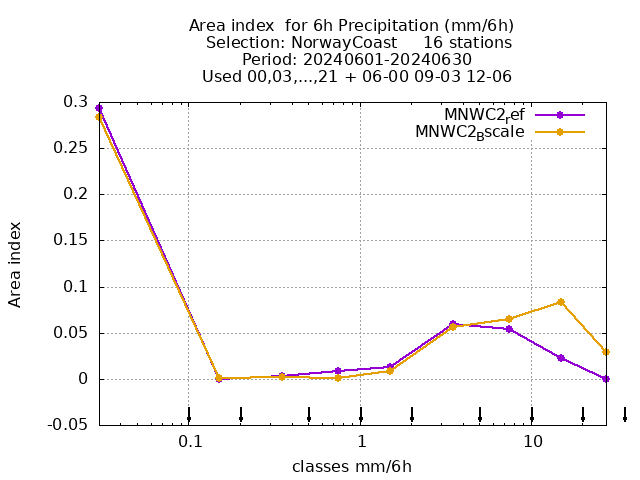 Area index  for 6h Precipitation (mm/6h)
Selection: NorwayCoast     16 stations
Period: 20240601-20240630
Used 00,03,...,21 + 06-00 09-03 12-06
MNWC2ref
MNWC2Bscale
0.3
0.25
0.2
0.15
0.1
0.05
0
-0.05
Area index
0.1
1
10
classes mm/6h